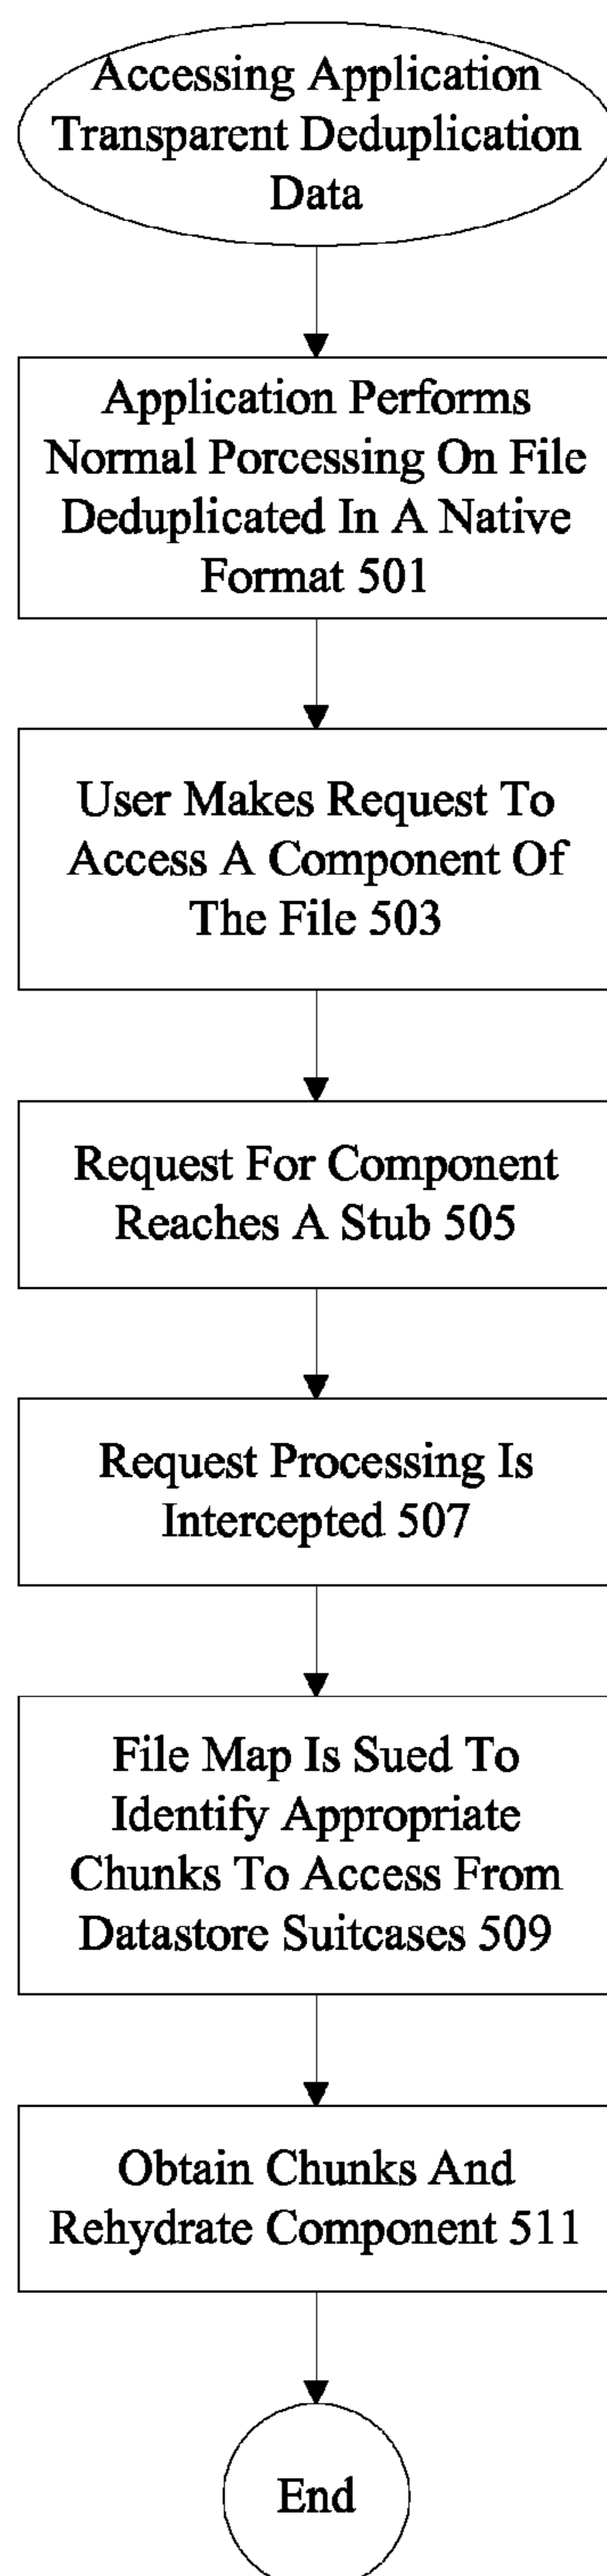 Accessing Application
Transparent Deduplication
Data
Application Performs
Normal Porcessing On File
Deduplicated In A Native
Format 501
User Makes Request To
Access A Component Of
The File 503
Request For Component
Reaches A Stub 505
Request Processing Is
Intercepted 507
File Map Is Sued To
Identify Appropriate
Chunks To Access From
Datastore Suitcases 509
Obtain Chunks And
Rehydrate Component 511
End